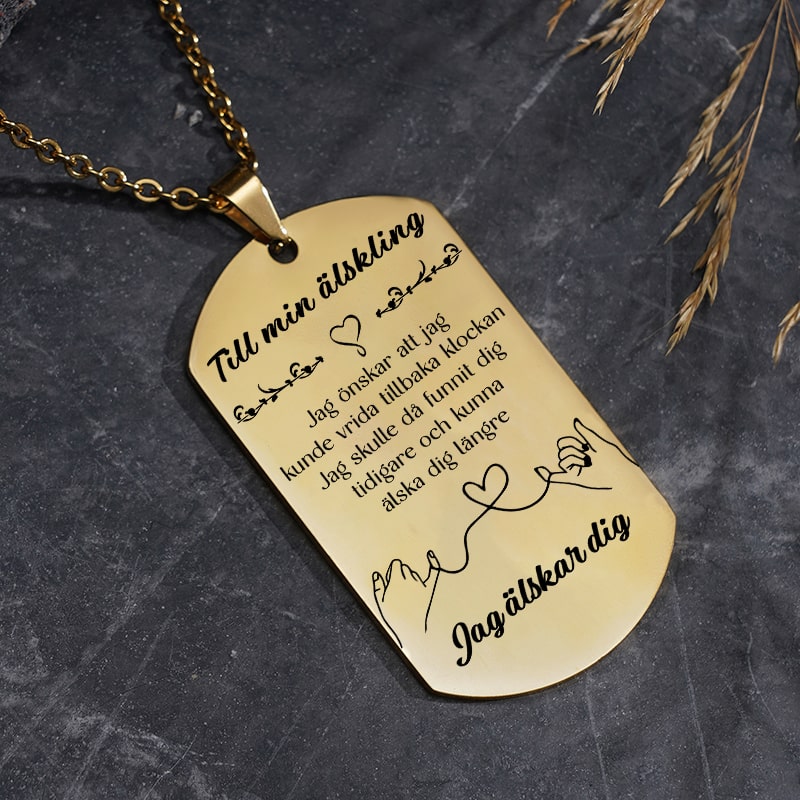 Till min älskling
Jag önskar att jag
kunde vrida tillbaka klockan
Jag skulle då funnit dig
tidigare och kunna
älska dig längre
Jag älskar dig